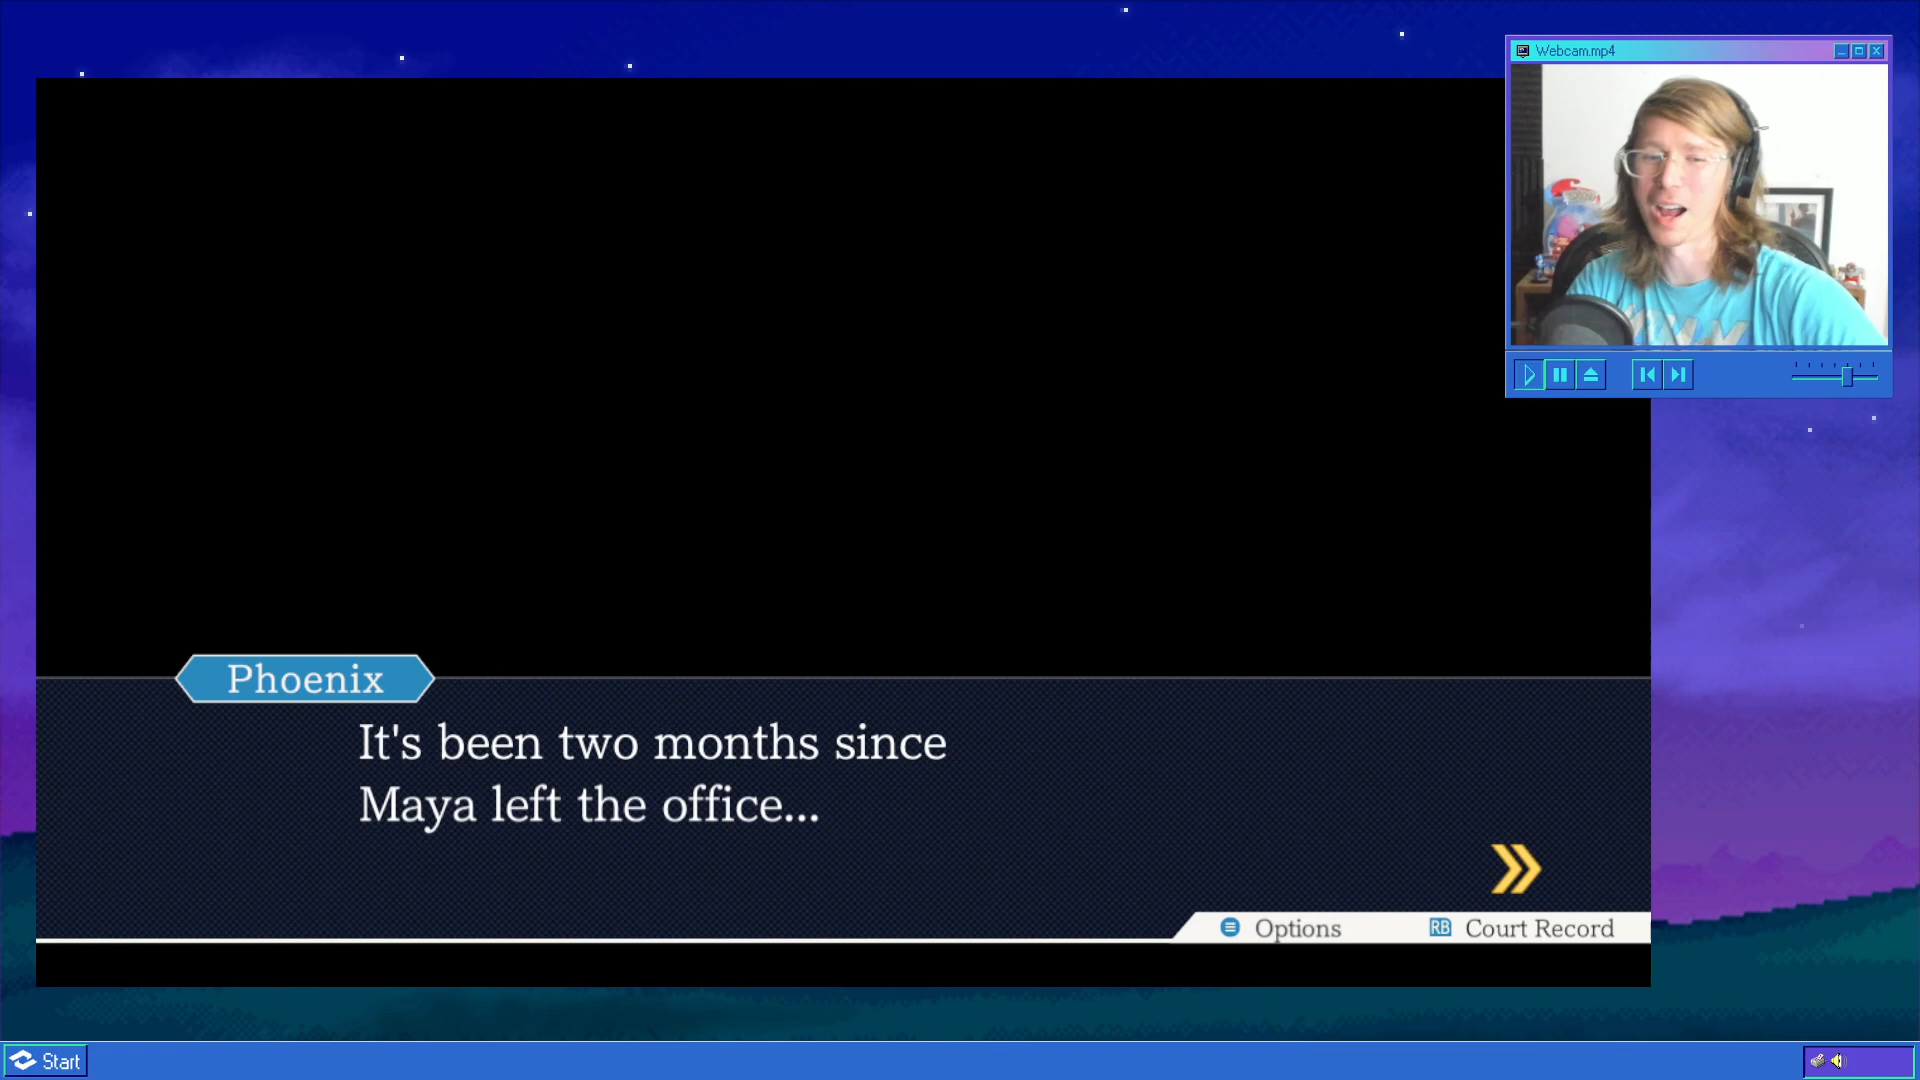 Webcam.mp4
Phoenix
It's been two months since
Maya left the office...
Options
RB Court Record
Start